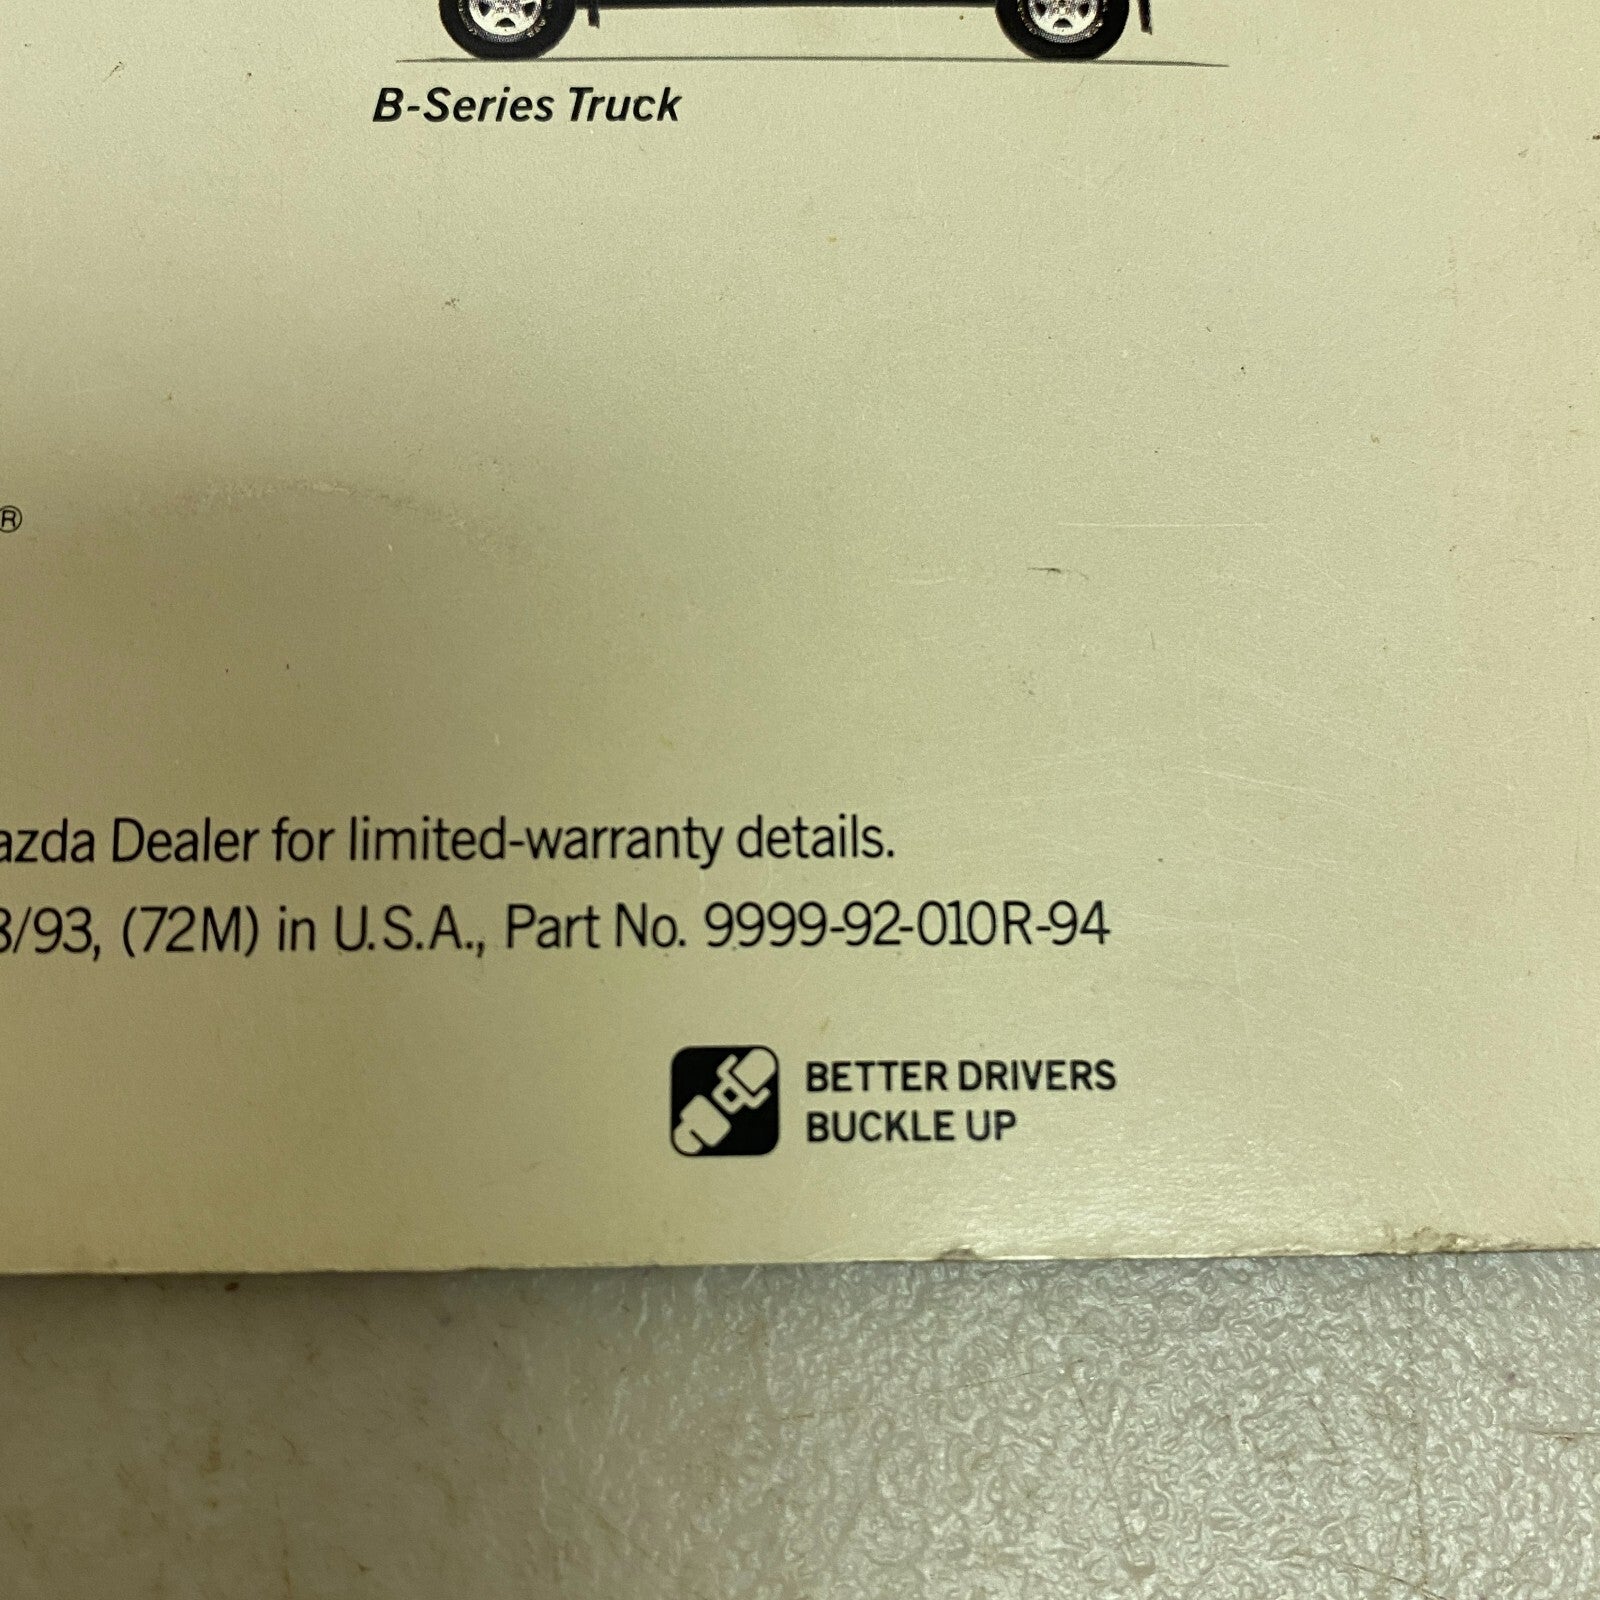 B-Series Truck
®
azda Dealer for limited-warranty details.
8/93, (72M) in U.S.A., Part No. 9999-92-010R-94
BETTER DRIVERS
BUCKLE UP